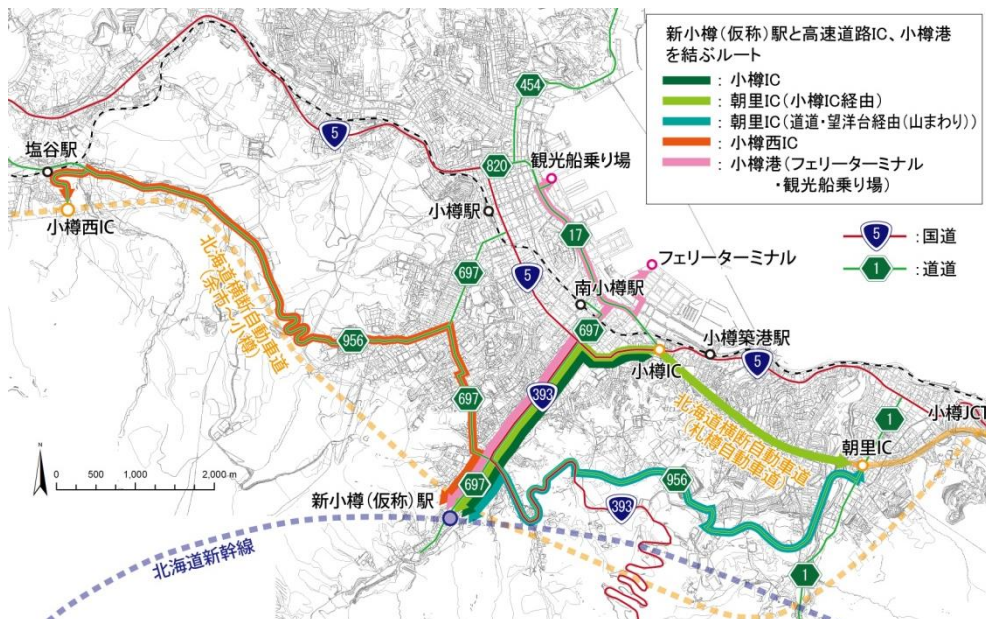 新小樽(仮称)駅と高速道路IC、小樽港
を結ぶルート
: 小樽IC
: 朝里IC(小樽IC経由)
: 朝里IC(道道・望洋台経由(山まわり))
: 小樽西IC
: 小樽港(フェリーターミナル
・観光船乗り場)
5 :国道
1 :道道
454
5
塩谷駅
820
観光船乗り場
小樽駅
小樽西IC
17
北海道横断自動車道
(余市~小樽)
697
5
フェリーターミナル
南小樽駅
697
956
小樽築港駅
5
小樽IC
393
697
北海道横断自動車道
(札樽自動車道)
1
小樽JCT
朝里IC
N
0 500 1,000 2,000 m
697
956
新小樽(仮称)駅
393
北海道新幹線
1